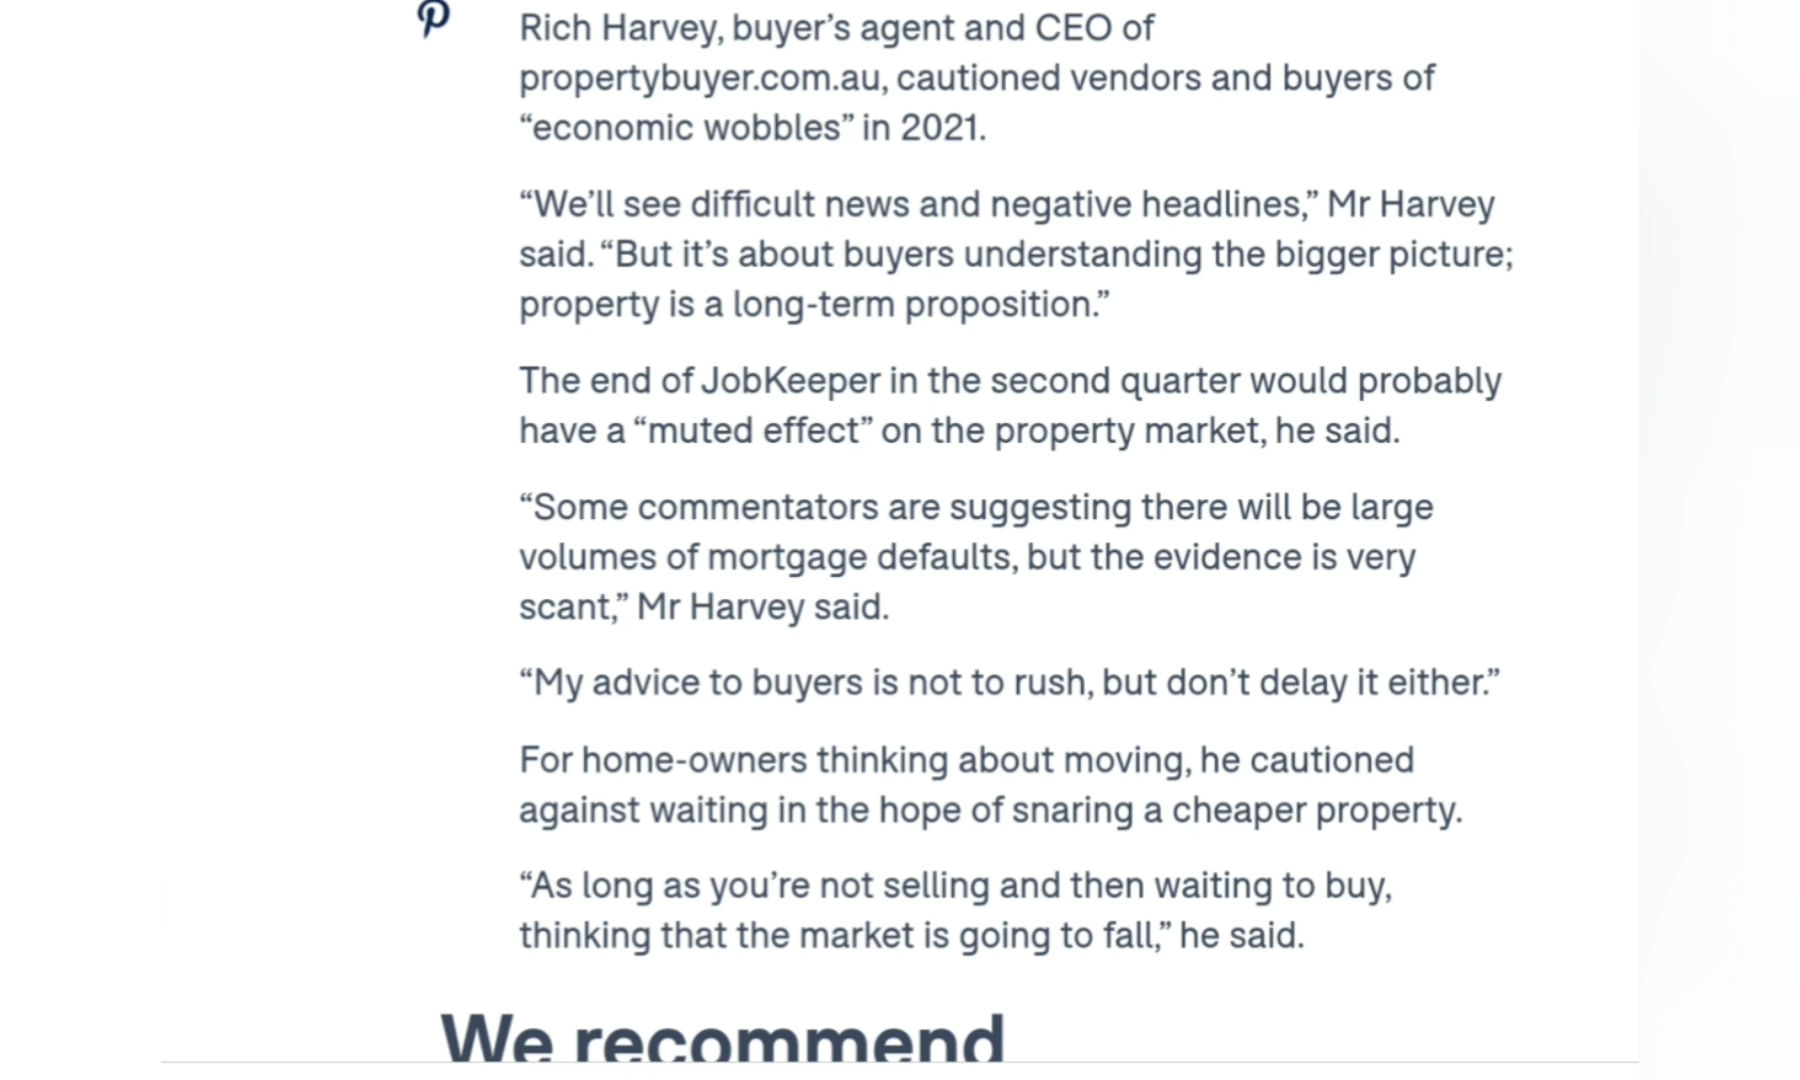 Rich Harvey, buyer’s agent and CEO of
propertybuyer.com.au, cautioned vendors and buyers of
“economic wobbles” in 2021.
“We’ll see difficult news and negative headlines,” Mr Harvey
said. “But it’s about buyers understanding the bigger picture;
property is a long-term proposition.”
The end of JobKeeper in the second quarter would probably
have a “muted effect” on the property market, he said.
“Some commentators are suggesting there will be large
volumes of mortgage defaults, but the evidence is very
scant,” Mr Harvey said.
“My advice to buyers is not to rush, but don’t delay it either.”
For home-owners thinking about moving, he cautioned
against waiting in the hope of snaring a cheaper property.
“As long as you’re not selling and then waiting to buy,
thinking that the market is going to fall,” he said.
We recommend